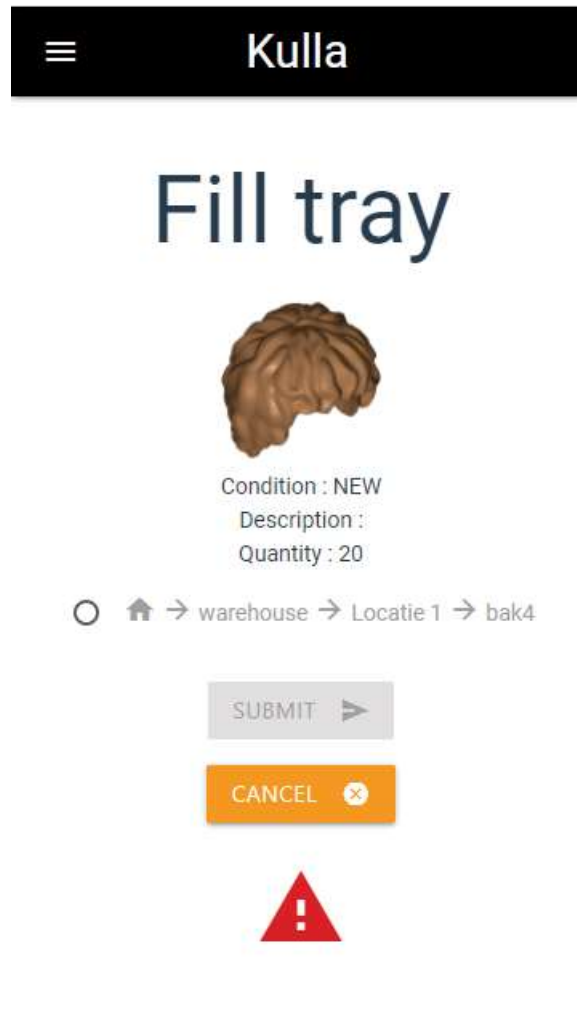 Kulla
Fill tray
Condition : NEW
Description :
Quantity : 20
warehouse → Locatie 1 → bak4
SUBMIT
CANCEL